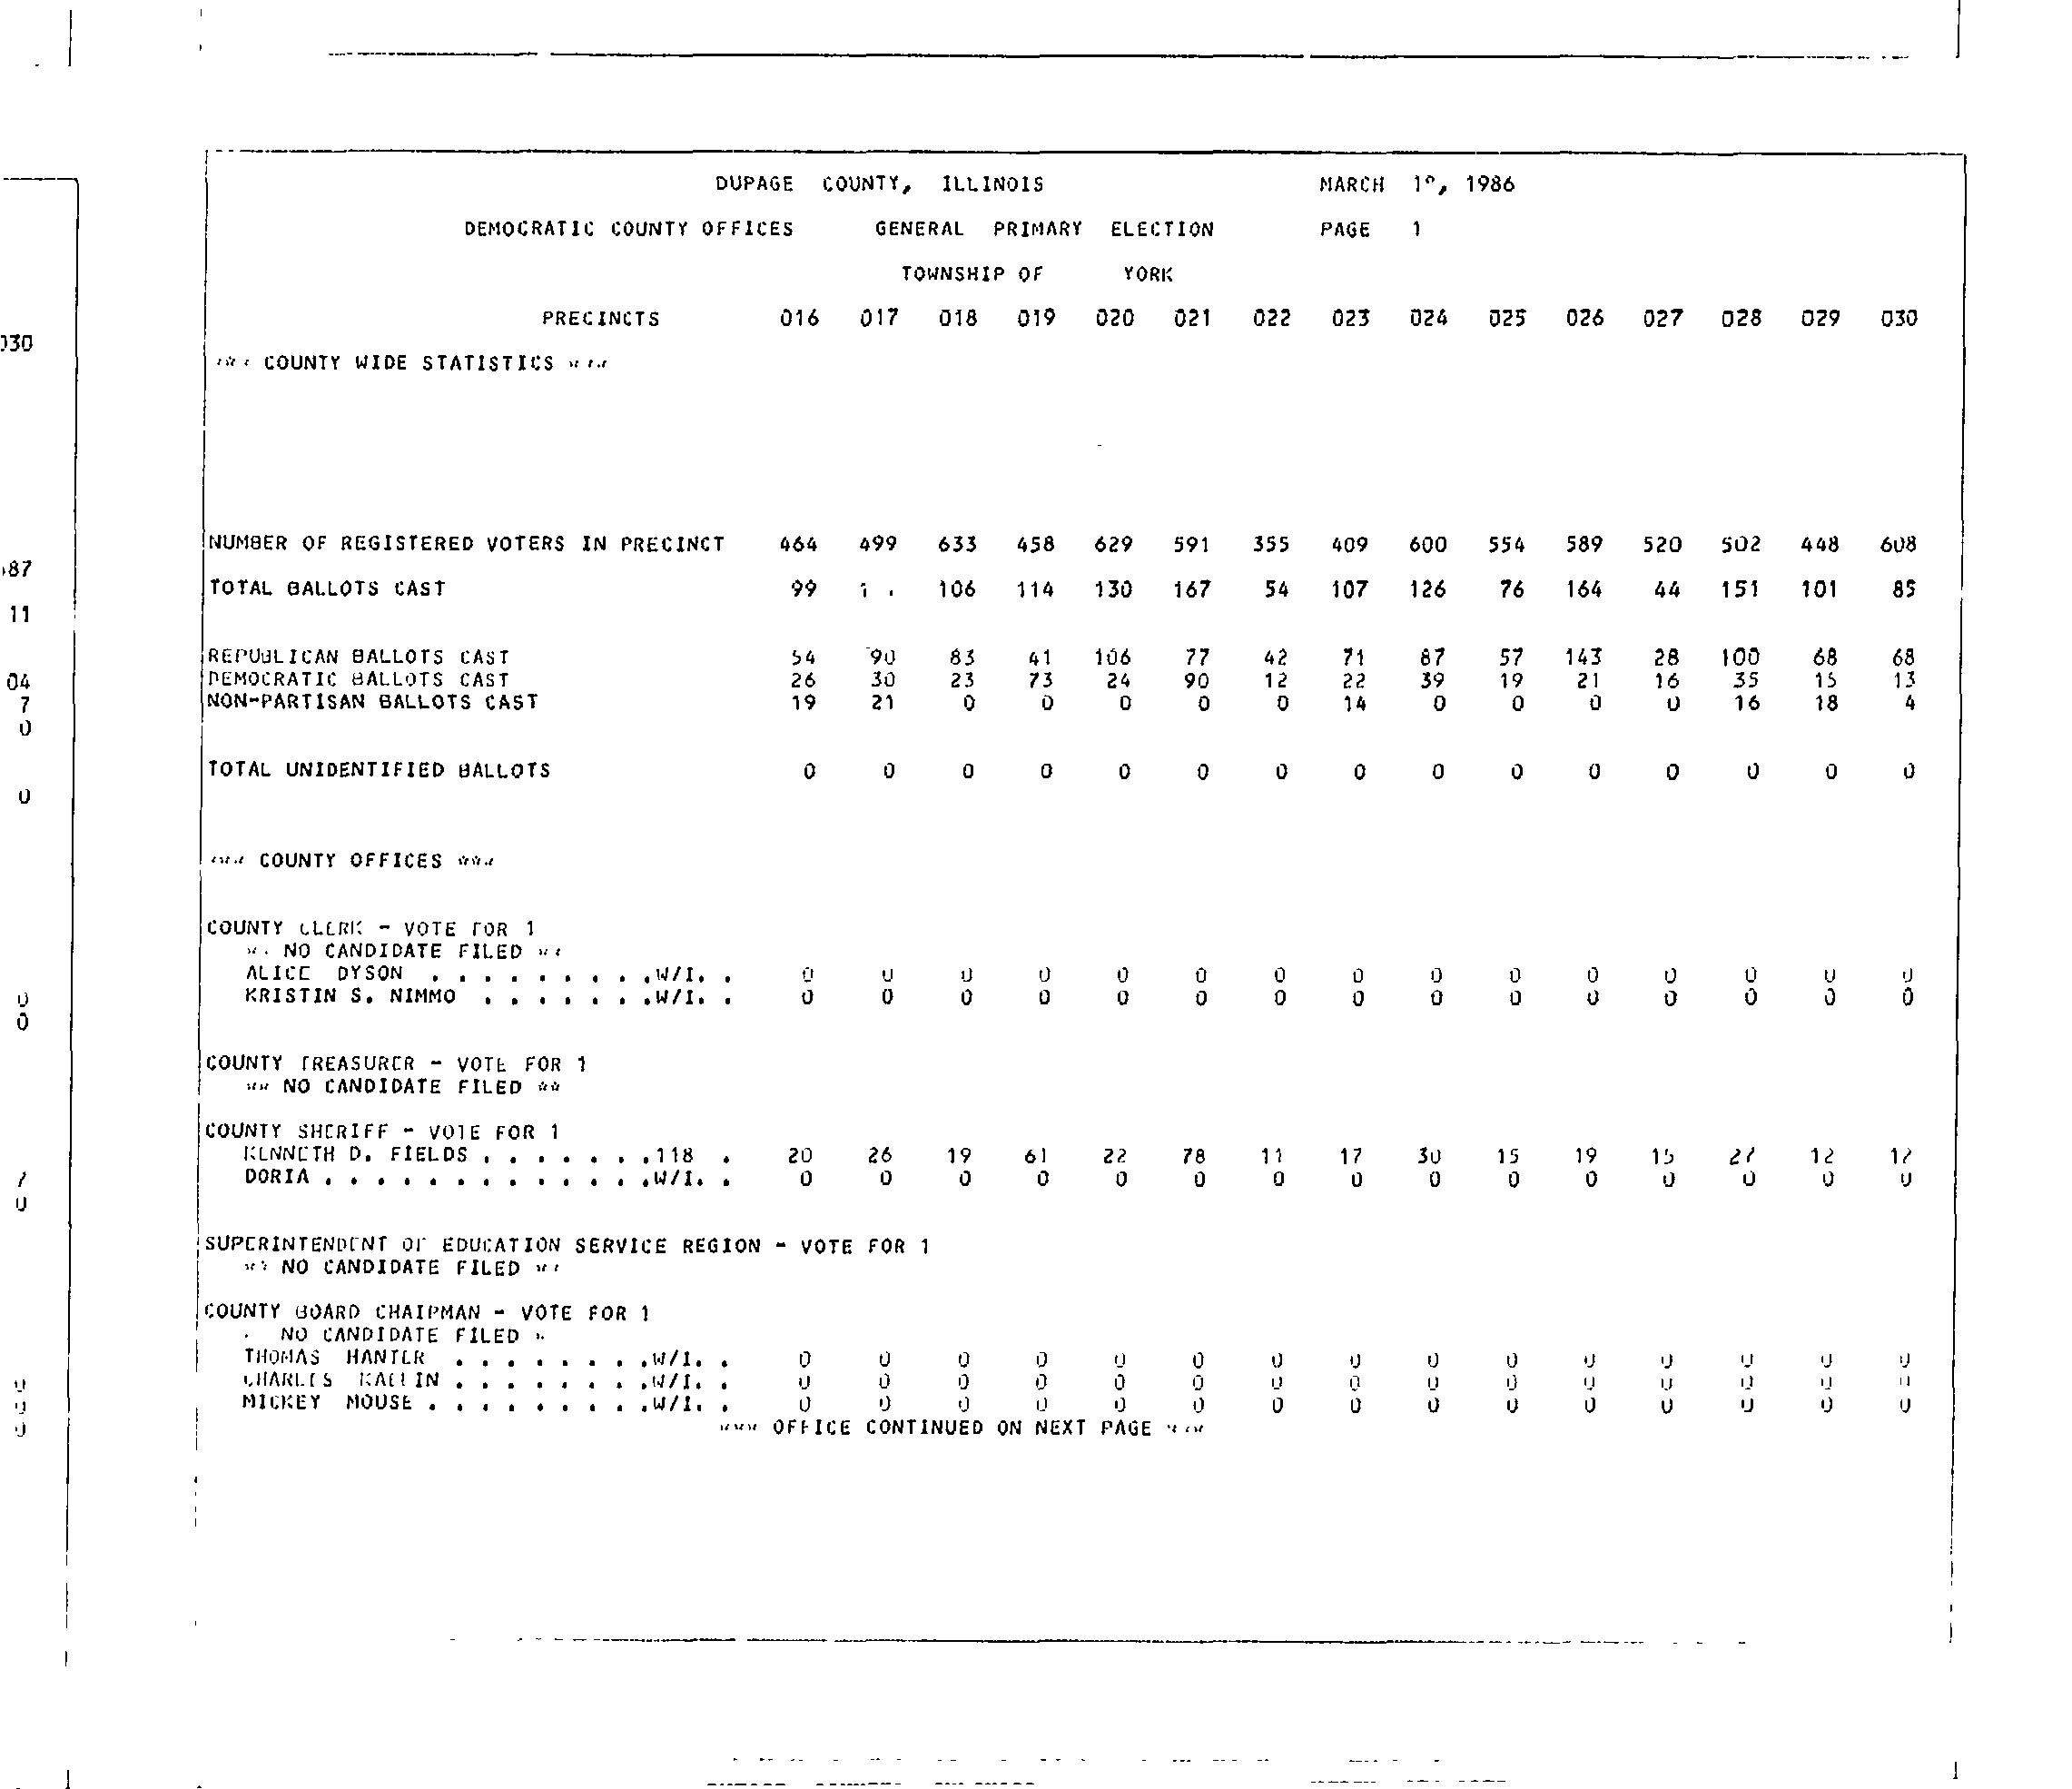 DUPAGE COUNTY, ILLINOIS MARCH 1986
DEMOCRATIC COUNTY OFFICES GENERAL PRIMARY ELECTION PAGE 1
TOWNSHIP OF YORK
PRECINCTS 016 017 018 019 020 021 022 023 024 025 026 027 028 029 030
030
*** COUNTY WIDE STATISTICS ***
NUMBER OF REGISTERED VOTERS IN PRECINCT 464 499 633 458 629 591 355 409 600 554 589 520 502 448 608
87
TOTAL BALLOTS CAST 99 106 114 130 167 54 107 126 76 164 44 151 101 85
11
REPUBLICAN BALLOTS CAST 54 90 83 41 106 77 42 71 87 57 143 28 100 68 68
04
DEMOCRATIC BALLOTS CAST 26 30 23 73 24 90 12 22 39 19 21 16 35 15 13
7
NON-PARTISAN BALLOTS CAST 19 21 0 0 0 0 0 14 0 0 0 0 16 18 4
0
TOTAL UNIDENTIFIED BALLOTS 0 0 0 0 0 0 0 0 0 0 0 0 0 0 0
0
*** COUNTY OFFICES ***
COUNTY CLERK - VOTE FOR 1
** NO CANDIDATE FILED **
ALICE DYSON . . . . . . . . .W/I. . 0 0 0 0 0 0 0 0 0 0 0 0 0 0 0
0
KRISTIN S. NIMMO . . . . . . .W/I. . 0 0 0 0 0 0 0 0 0 0 0 0 0 0 0
0
COUNTY TREASURER - VOTE FOR 1
** NO CANDIDATE FILED **
COUNTY SHERIFF - VOTE FOR 1
KENNETH D. FIELDS . . . . . . .118 . 20 26 19 61 22 78 11 17 30 15 19 15 27 12 12
7
DORIA . . . . . . . . . . . . .W/I. . 0 0 0 0 0 0 0 0 0 0 0 0 0 0 0
0
SUPERINTENDENT OF EDUCATION SERVICE REGION - VOTE FOR 1
** NO CANDIDATE FILED **
COUNTY BOARD CHAIRMAN - VOTE FOR 1
NO CANDIDATE FILED *
THOMAS HANTER . . . . . . . .W/I. . 0 0 0 0 0 0 0 0 0 0 0 0 0 0 0
0
CHARLES . . . . . . . .W/I. . 0 0 0 0 0 0 0 0 0 0 0 0 0 0 0
0
MICKEY MOUSE . . . . . . . . .W/I. . 0 0 0 0 0 0 0 0 0 0 0 0 0 0 0
0
*** OFFICE CONTINUED ON NEXT PAGE ***